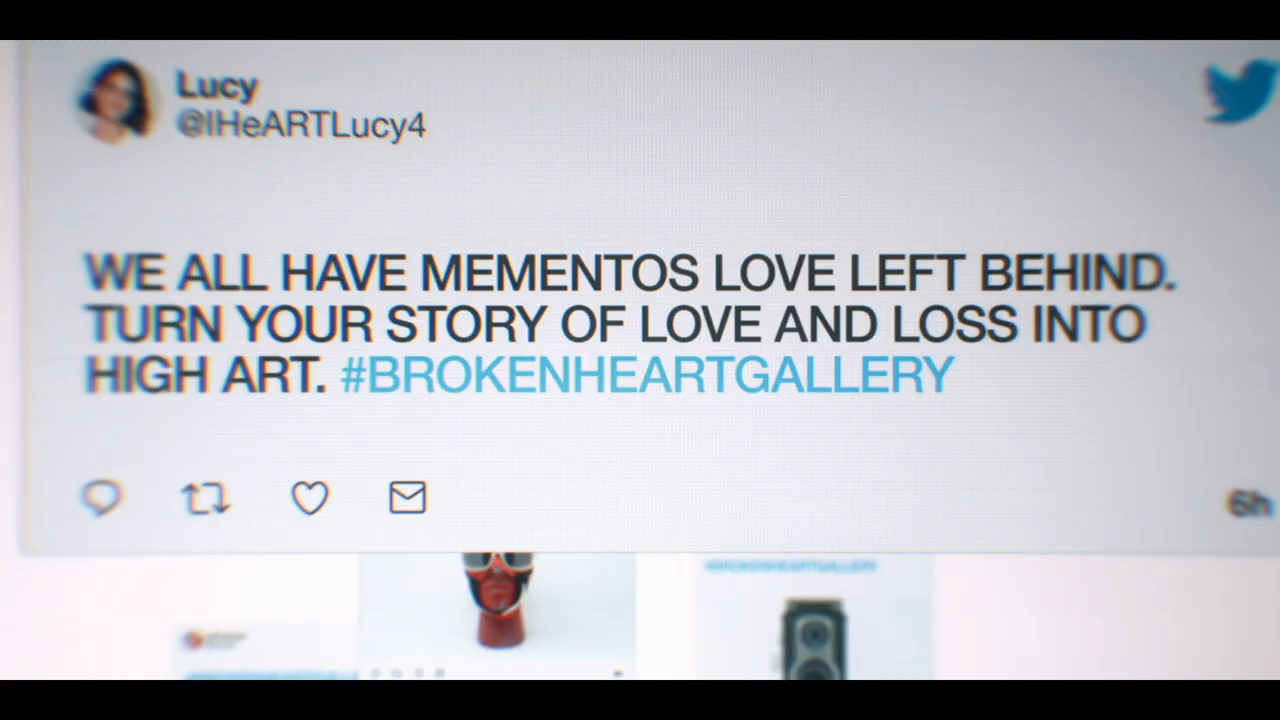 Lucy
@IHeARTLucy4
WE ALL HAVE MEMENTOS LOVE LEFT BEHIND.
TURN YOUR STORY OF LOVE AND LOSS INTO
HIGH ART. #BROKENHEARTGALLERY
6h
#BROKENHEARTGALLERY